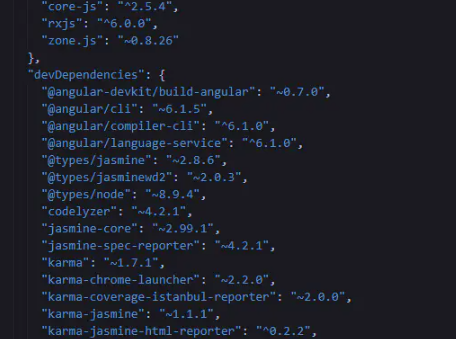 "core-js": "^2.5.4",
"rxjs": "^6.0.0",
"zone.js": "~0.8.26"
},
"devDependencies": {
"@angular-devkit/build-angular": "~0.7.0",
"@angular/cli": "~6.1.5",
"@angular/compiler-cli": "^6.1.0",
"@angular/language-service": "^6.1.0",
"@types/jasmine": "~2.8.6",
"@types/jasminewd2": "~2.0.3",
"@types/node": "~8.9.4",
"codelyzer": "~4.2.1",
"jasmine-core": "~2.99.1",
"jasmine-spec-reporter": "~4.2.1",
"karma": "~1.7.1",
"karma-chrome-launcher": "~2.2.0",
"karma-coverage-istanbul-reporter": "~2.0.0",
"karma-jasmine": "~1.1.1",
"karma-jasmine-html-reporter": "^0.2.2",